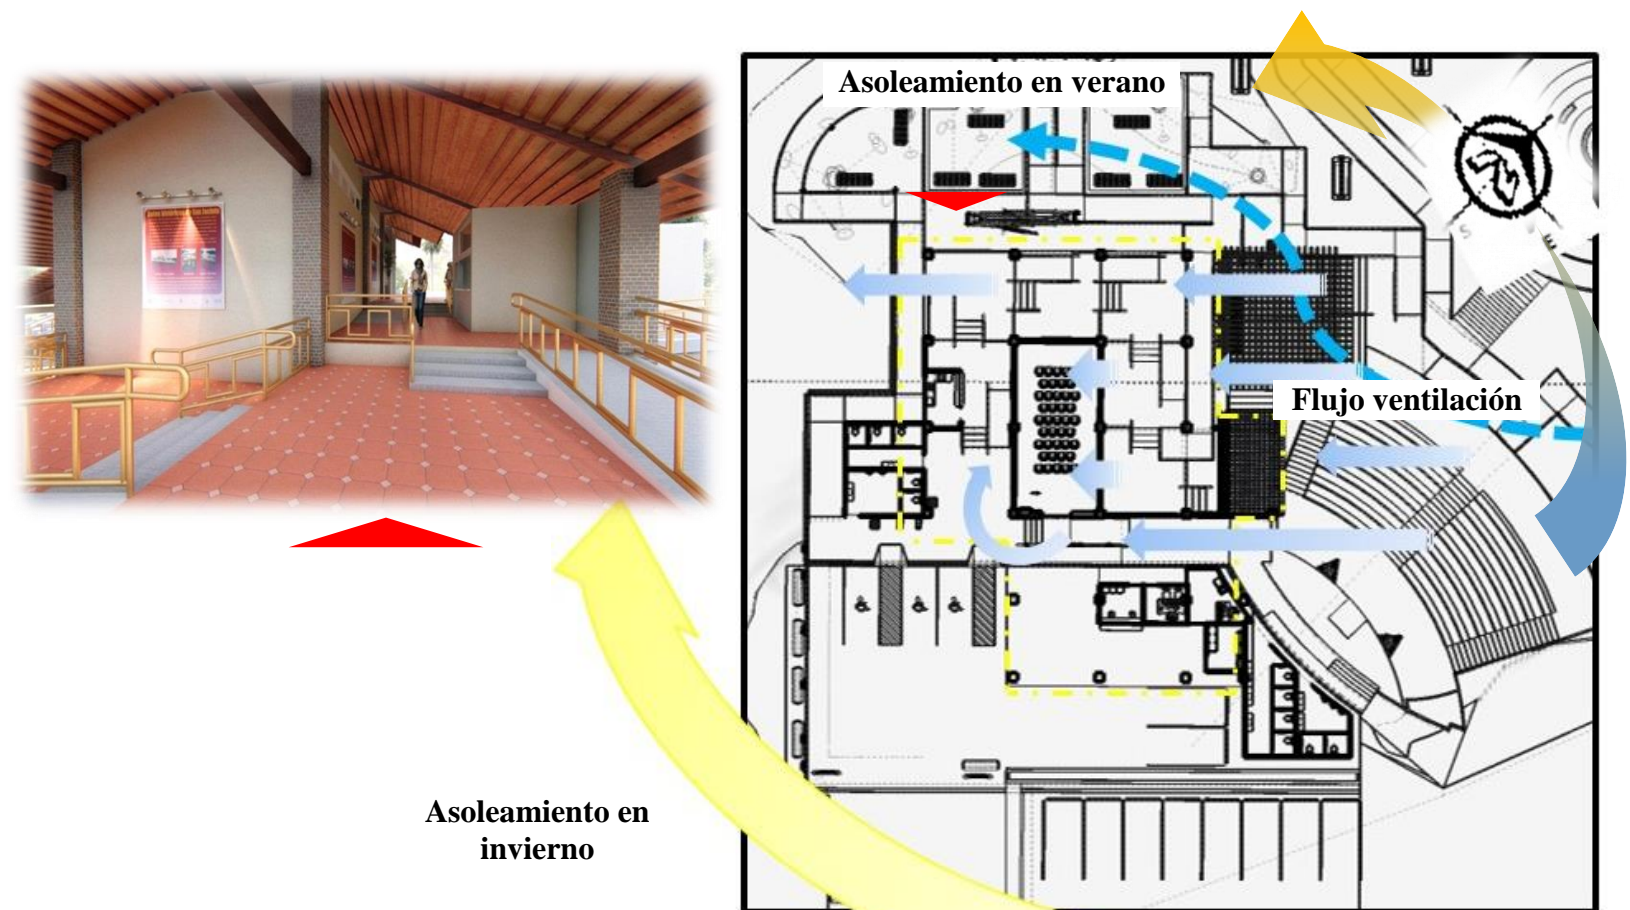 Asoleamiento en verano
S
Flujo ventilación
Asoleamiento en
invierno